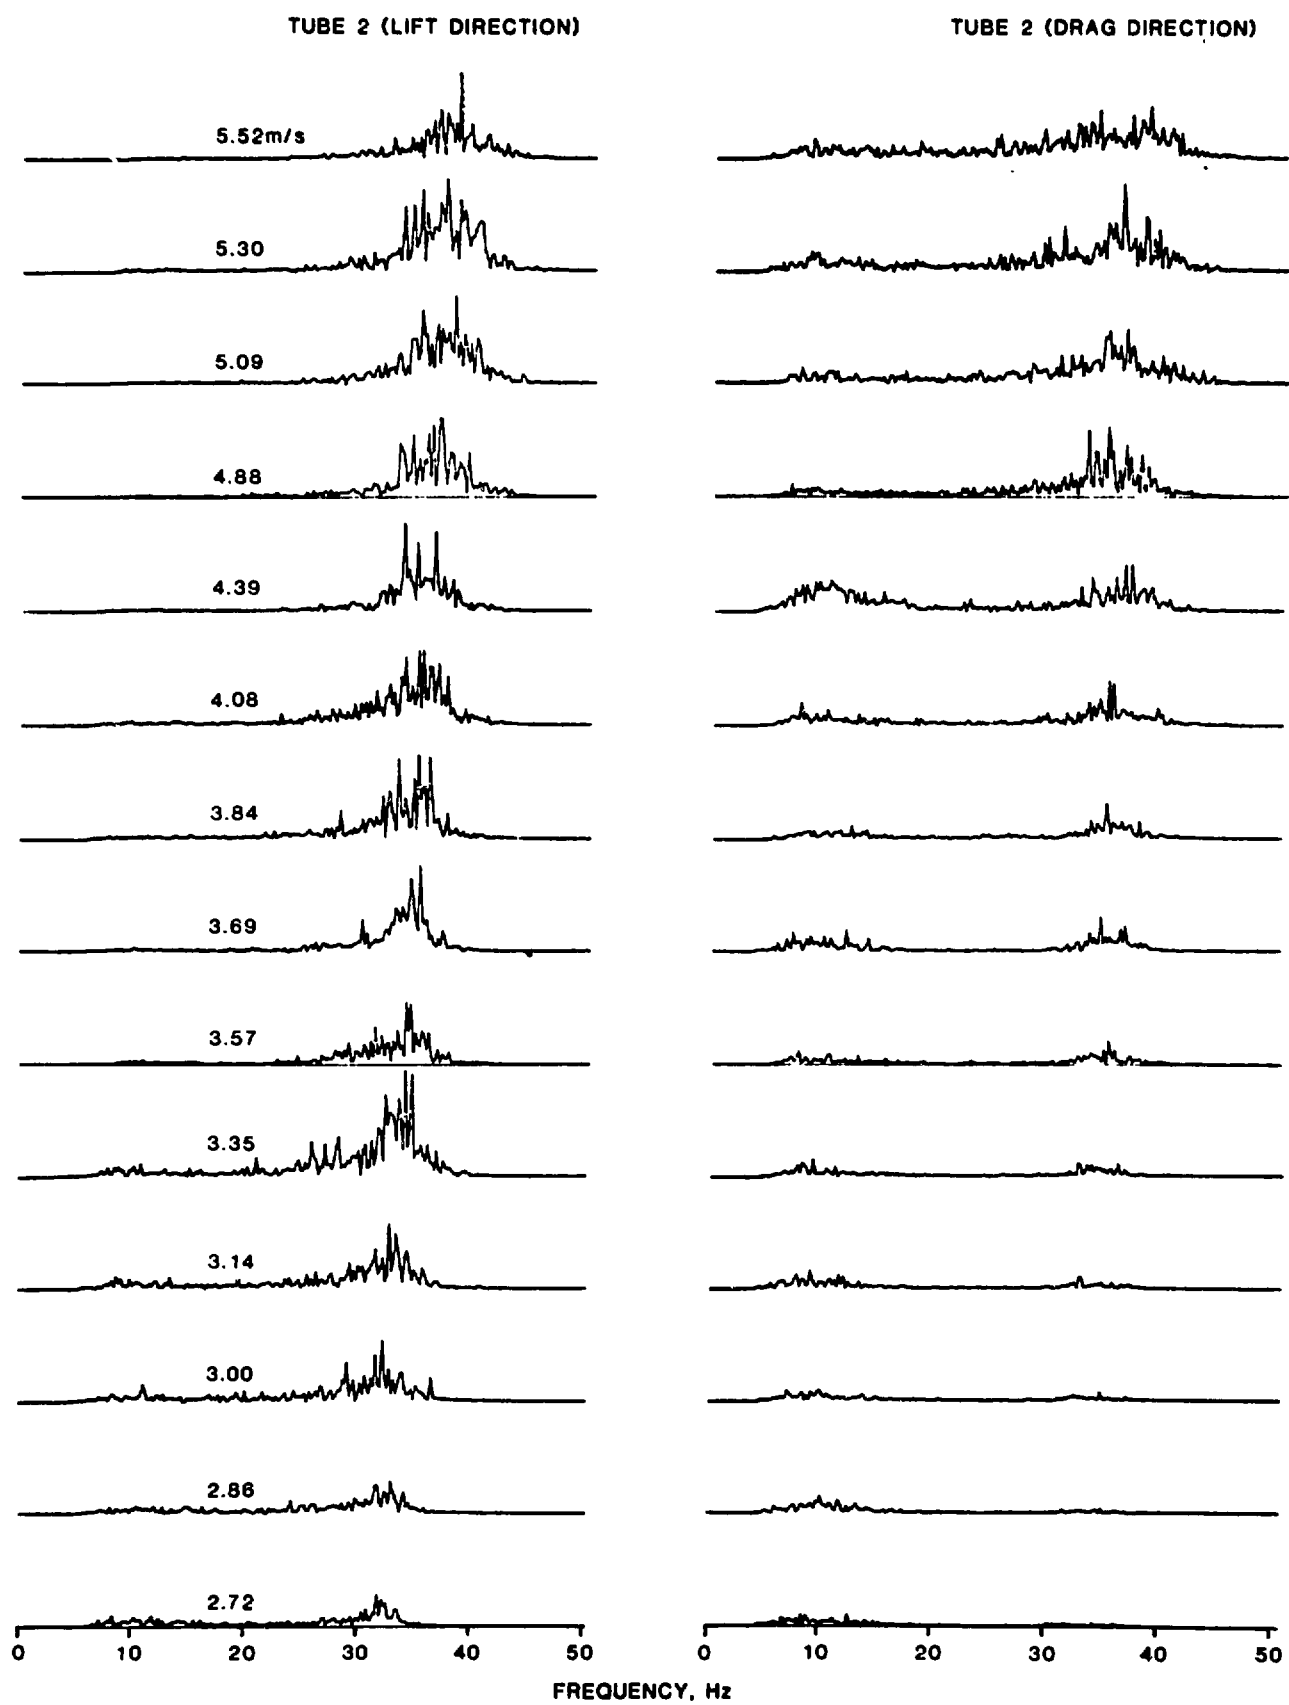 TUBE 2 (LIFT DIRECTION)
TUBE 2 (DRAG DIRECTION)
5.52m/s
5.30
5.09
4.88
4.39
4.08
3.84
3.69
3.57
3.35
3.14
3.00
2.86
2.72
0 10 20 30 40 50
0 10 20 30 40 50
FREQUENCY, Hz